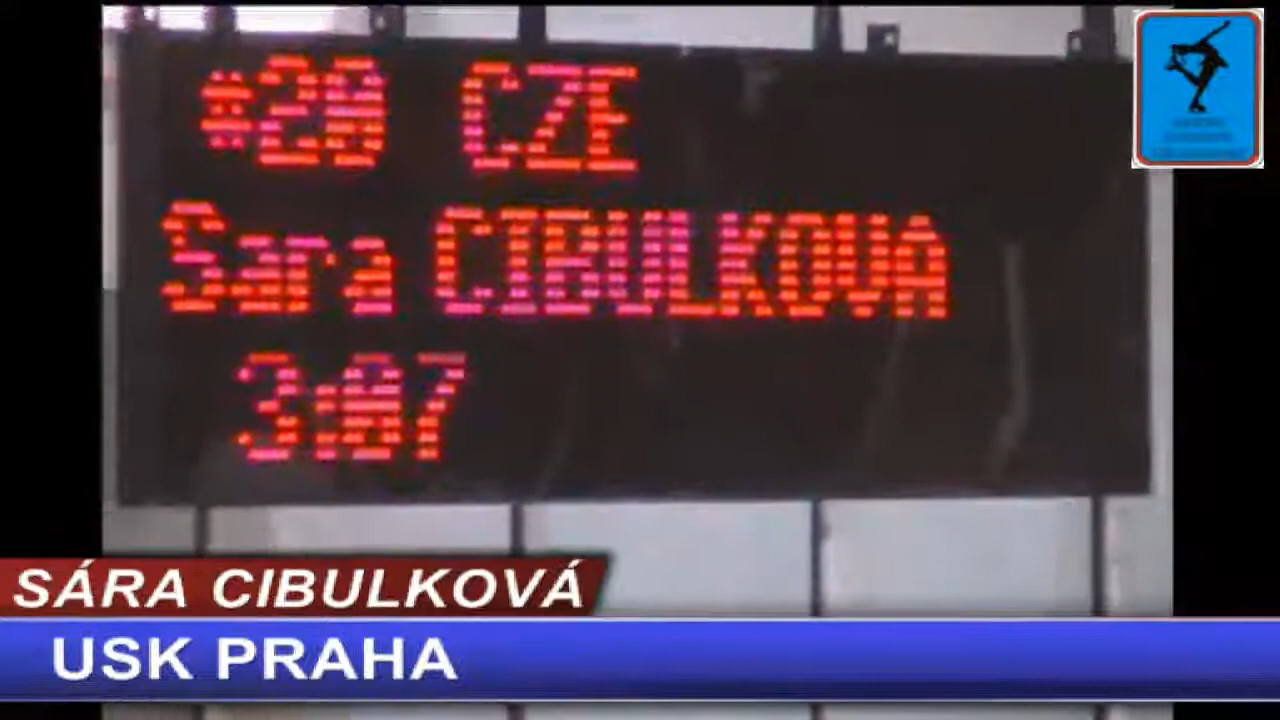 #20 CZE
Sara CIBULKOVA
3:07
SÁRA CIBULKOVÁ
USK PRAHA